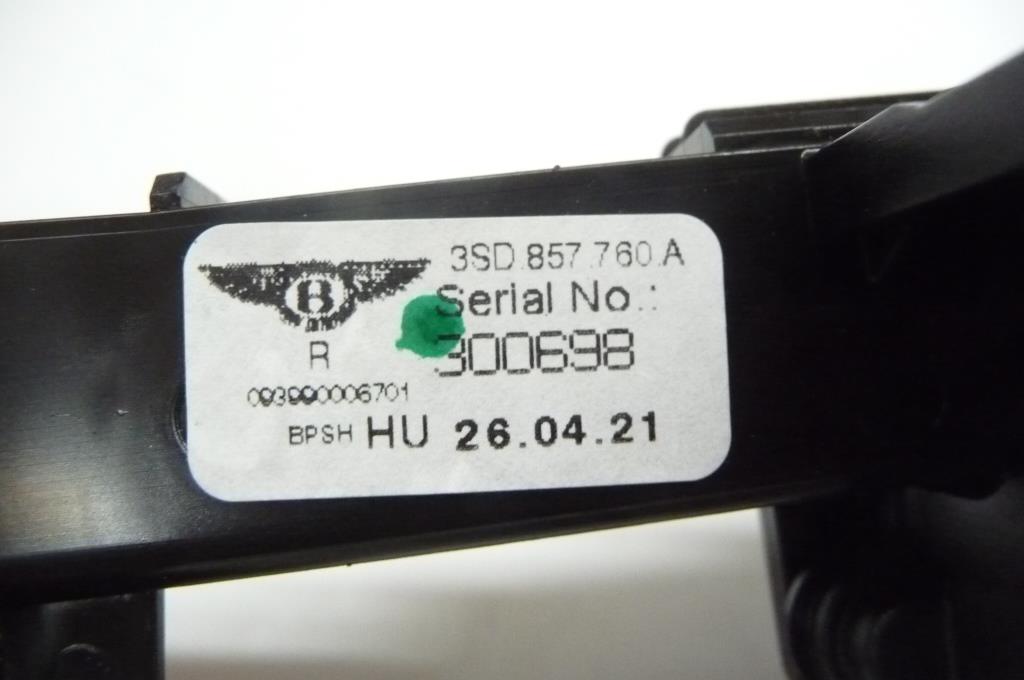 3SD.857.760.A
Serial No.:
300698
B
R
BPSH HU 26.04.21